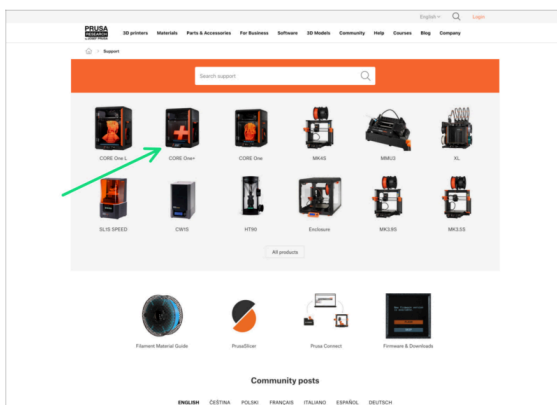 English
Login
PRUSA
RESEARCH
by JOSEF PRUSA
3D printers Materials Parts & Accessories For Business Software 3D Models Community Help Courses Blog Company
Support
Search support
CORE One L CORE One+ CORE One MK4S MMU3 XL
SL1S SPEED CW1S HT90 Enclosure MK3.9S MK3.5S
All products
Filament Material Guide PrusaSlicer Prusa Connect Firmware & Downloads
Community posts
ENGLISH ČEŠTINA POLSKI FRANÇAIS ITALIANO ESPAÑOL DEUTSCH